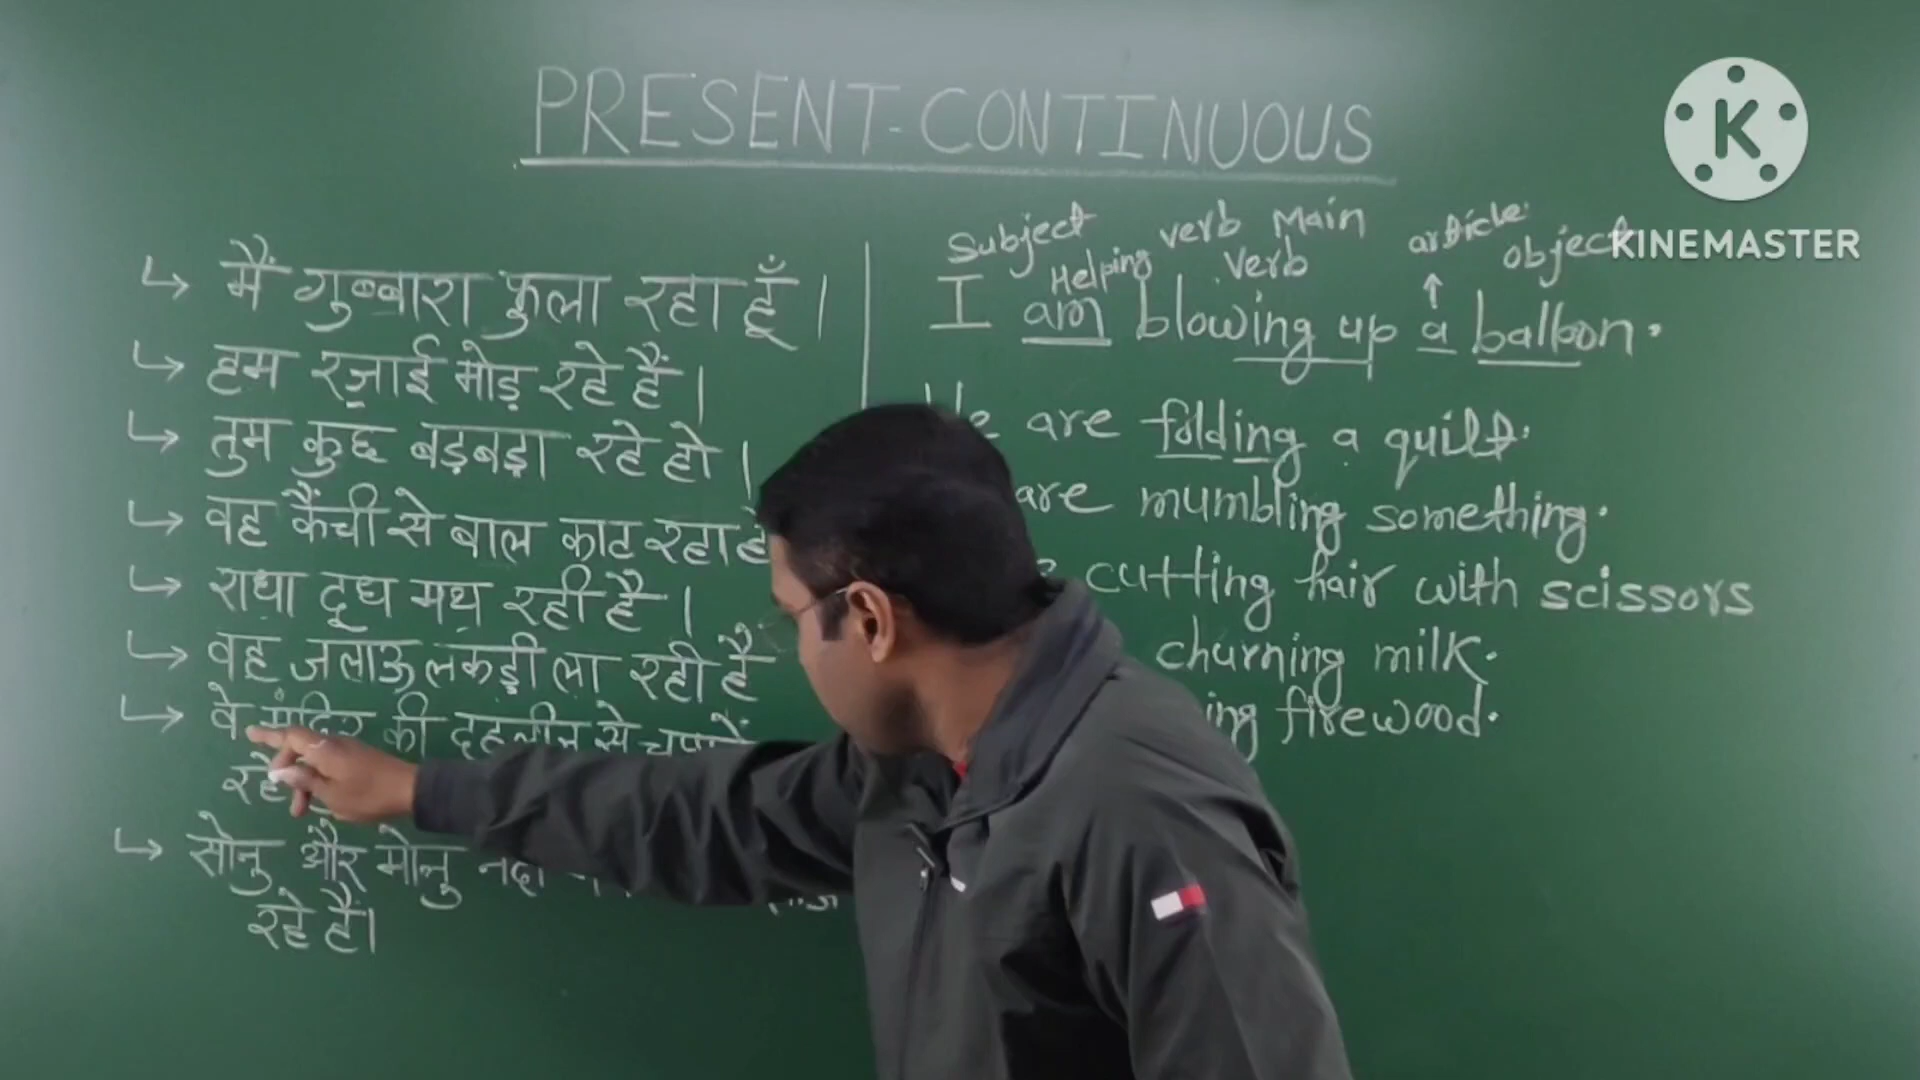 PRESENT-CONTINUOUS
KINEMASTER
↳ मैं गुब्बारा फुला रहा हूँ।
↳ हम रज़ाई मोड़ रहे हैं।
↳ तुम कुछ बड़बड़ा रहे हो।
↳ वह कैंची से बाल काट रहा
↳ राधा दूध मथ रही है।
↳ वह जलाऊ लकड़ी ला रही है
↳ वे मंदिर की दहलीज से
रहे
↳ सोनु और मोनु
रहे हैं।
Subject Helping verb Main Verb article object
I am blowing up a balloon.
are folding a quilt.
are mumbling something.
cutting hair with scissors
churning milk.
firewood.